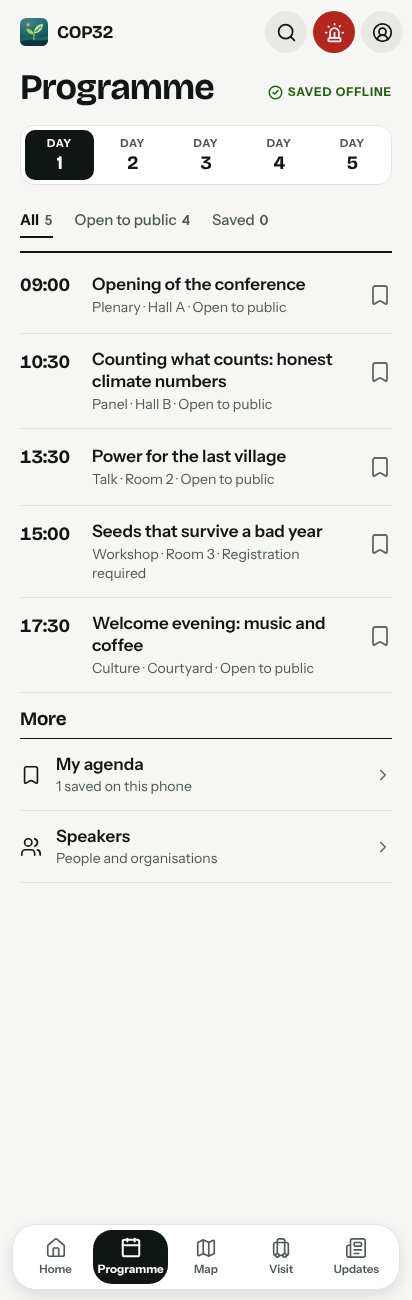 COP32
Programme
SAVED OFFLINE
DAY
1
DAY
2
DAY
3
DAY
4
DAY
5
All 5
Open to public 4
Saved 0
09:00
Opening of the conference
Plenary · Hall A · Open to public
10:30
Counting what counts: honest
climate numbers
Panel · Hall B · Open to public
13:30
Power for the last village
Talk · Room 2 · Open to public
15:00
Seeds that survive a bad year
Workshop · Room 3 · Registration
required
17:30
Welcome evening: music and
coffee
Culture · Courtyard · Open to public
More
My agenda
1 saved on this phone
Speakers
People and organisations
Home
Programme
Map
Visit
Updates